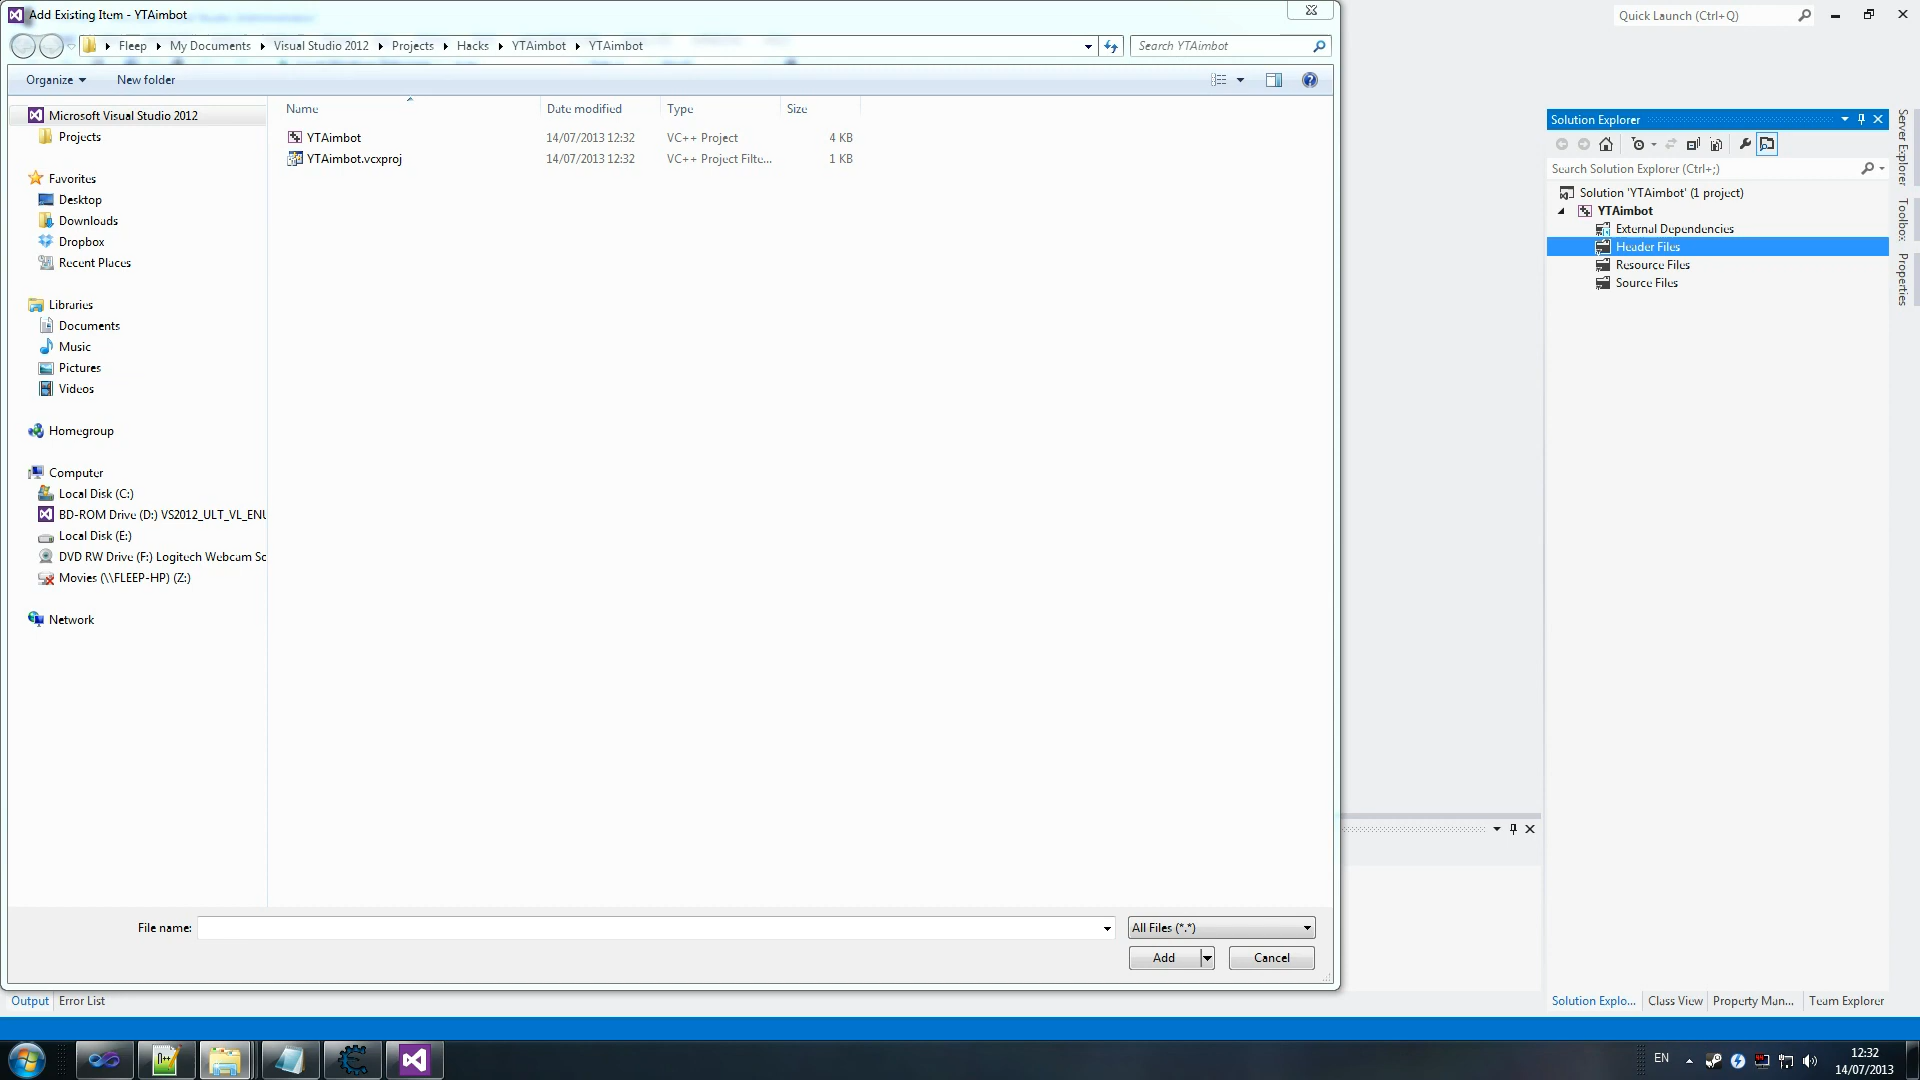 Add Existing Item - YTAimbot
Quick Launch (Ctrl+Q)
Fleep My Documents Visual Studio 2012 Projects Hacks YTAimbot YTAimbot
Search YTAimbot
Organize
New folder
Name Date modified Type Size
Microsoft Visual Studio 2012
Projects
Favorites
Desktop
Downloads
Dropbox
Recent Places
Libraries
Documents
Music
Pictures
Videos
Homegroup
Computer
Local Disk (C:)
BD-ROM Drive (D:) VS2012_ULT_VL_ENU
Local Disk (E:)
DVD RW Drive (F:) Logitech Webcam So
Movies (\\FLEEP-HP) (Z:)
Network
YTAimbot 14/07/2013 12:32 VC++ Project 4 KB
YTAimbot.vcxproj 14/07/2013 12:32 VC++ Project Filte... 1 KB
File name:
All Files (*.*)
Add
Cancel
Solution Explorer
Search Solution Explorer (Ctrl+;)
Solution 'YTAimbot' (1 project)
YTAimbot
External Dependencies
Header Files
Resource Files
Source Files
Server Explorer
Toolbox
Properties
Output Error List
Solution Explo... Class View Property Man... Team Explorer
EN
12:32
14/07/2013